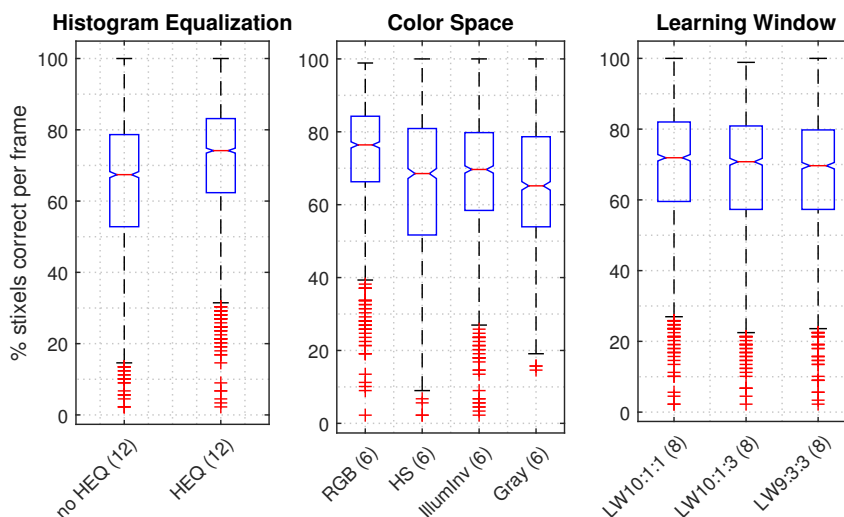 Histogram Equalization
Color Space
Learning Window
% stixels correct per frame
100
80
60
40
20
0
no HEQ (12)
HEQ (12)
100
80
60
40
20
0
RGB (6)
HS (6)
IllumInv (6)
Gray (6)
100
80
60
40
20
0
LW10:1:1 (8)
LW10:1:3 (8)
LW9:3:3 (8)